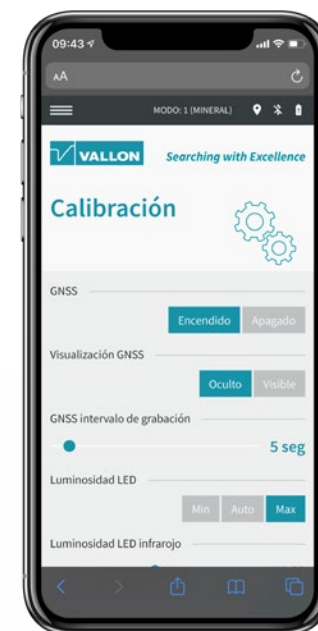 09:43
AA
MODO: 1 (MINERAL)
VALLON Searching with Excellence
Calibración
GNSS
Encendido Apagado
Visualización GNSS
Oculto Visible
GNSS intervalo de grabación
5 seg
Luminosidad LED
Min Auto Max
Luminosidad LED infrarojo